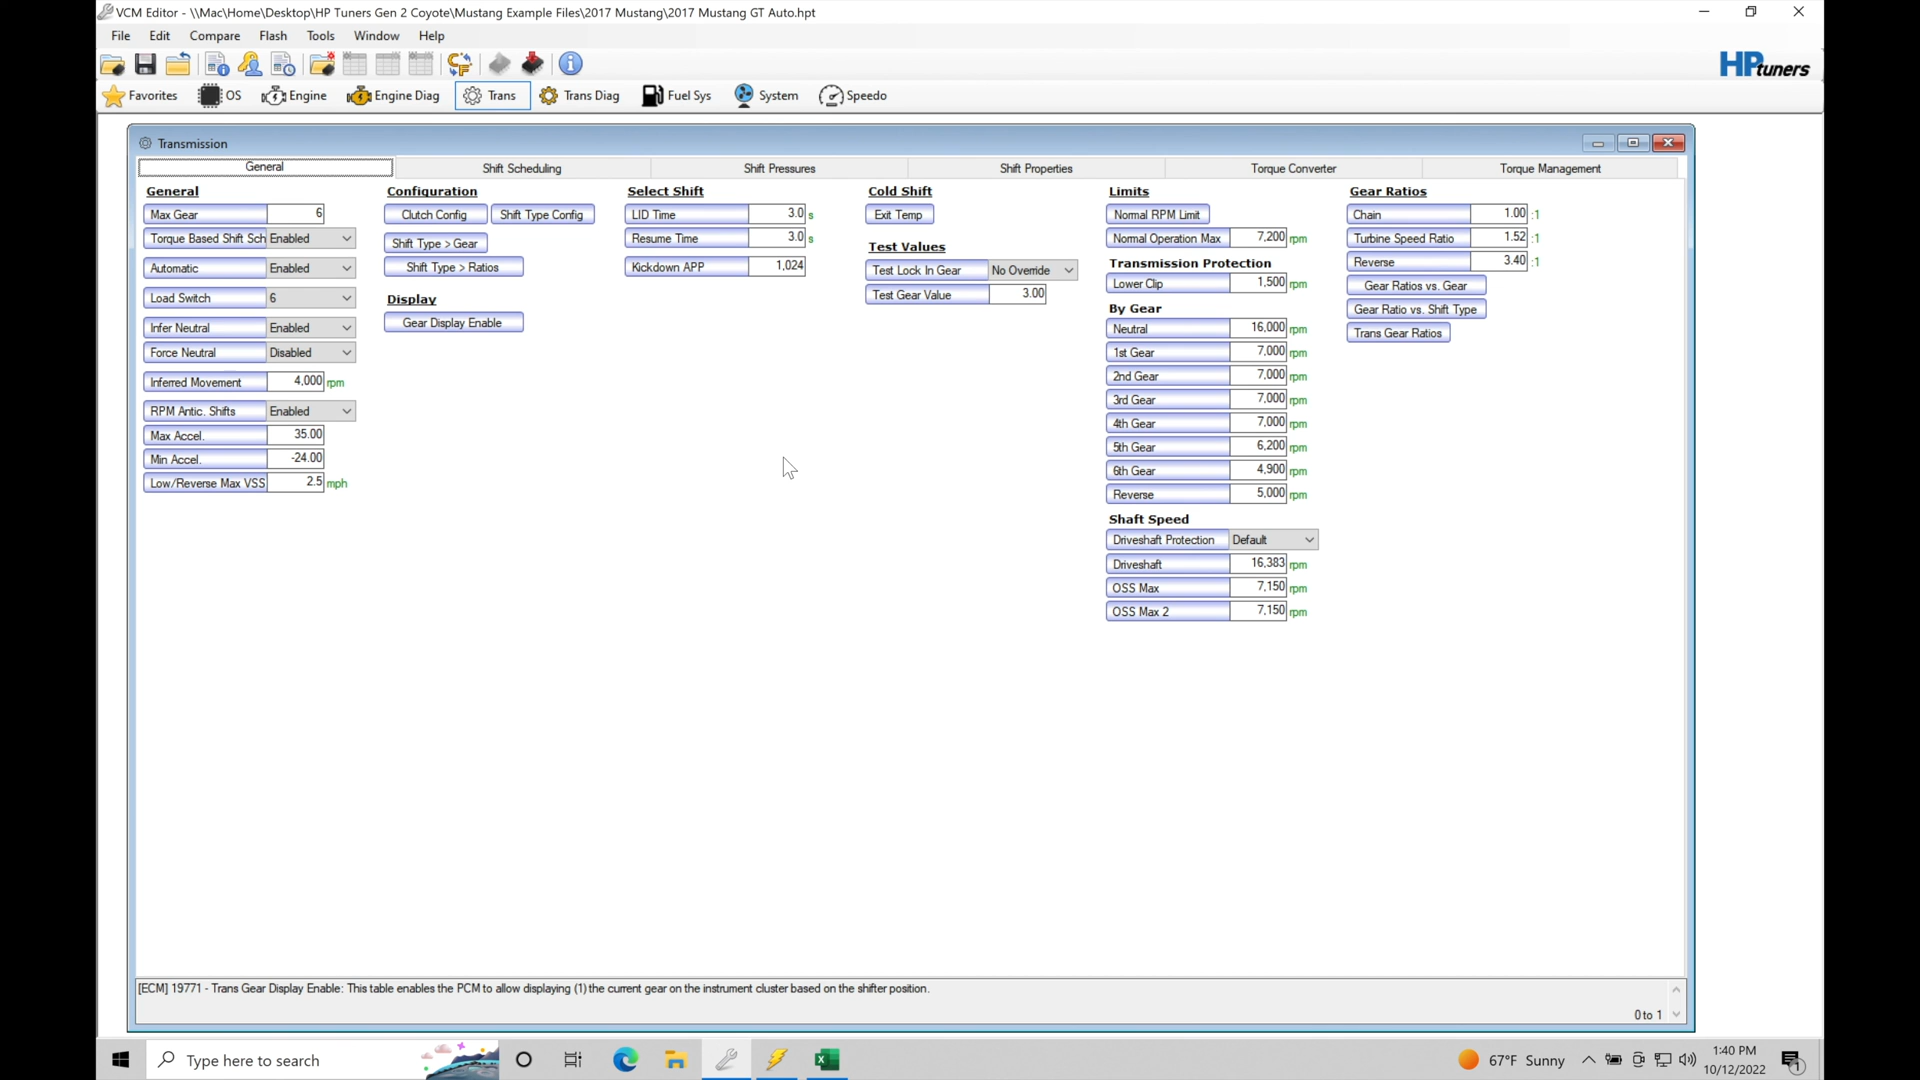 VCM Editor - \\Mac\Home\Desktop\HP Tuners Gen 2 Coyote\Mustang Example Files\2017 Mustang\2017 Mustang GT Auto.hpt
File Edit Compare Flash Tools Window Help
HP tuners
Favorites OS Engine Engine Diag Trans Trans Diag Fuel Sys System Speedo
Transmission
General Shift Scheduling Shift Pressures Shift Properties Torque Converter Torque Management
General
Max Gear 6
Torque Based Shift Sch Enabled
Automatic Enabled
Load Switch 6
Infer Neutral Enabled
Force Neutral Disabled
Inferred Movement 4,000 rpm
RPM Antic. Shifts Enabled
Max Accel. 35.00
Min Accel. -24.00
Low/Reverse Max VSS 2.5 mph
Configuration
Clutch Config Shift Type Config
Shift Type > Gear
Shift Type > Ratios
Display
Gear Display Enable
Select Shift
LID Time 3.0 s
Resume Time 3.0 s
Kickdown APP 1,024
Cold Shift
Exit Temp
Test Values
Test Lock In Gear No Override
Test Gear Value 3.00
Limits
Normal RPM Limit
Normal Operation Max 7,200 rpm
Transmission Protection
Lower Clip 1,500 rpm
By Gear
Neutral 16,000 rpm
1st Gear 7,000 rpm
2nd Gear 7,000 rpm
3rd Gear 7,000 rpm
4th Gear 7,000 rpm
5th Gear 6,200 rpm
6th Gear 4,900 rpm
Reverse 5,000 rpm
Shaft Speed
Driveshaft Protection Default
Driveshaft 16,383 rpm
OSS Max 7,150 rpm
OSS Max 2 7,150 rpm
Gear Ratios
Chain 1.00 :1
Turbine Speed Ratio 1.52 :1
Reverse 3.40 :1
Gear Ratios vs. Gear
Gear Ratio vs. Shift Type
Trans Gear Ratios
[ECM] 19771 - Trans Gear Display Enable: This table enables the PCM to allow displaying (1) the current gear on the instrument cluster based on the shifter position.
0 to 1
Type here to search
67°F Sunny
1:40 PM
10/12/2022
1